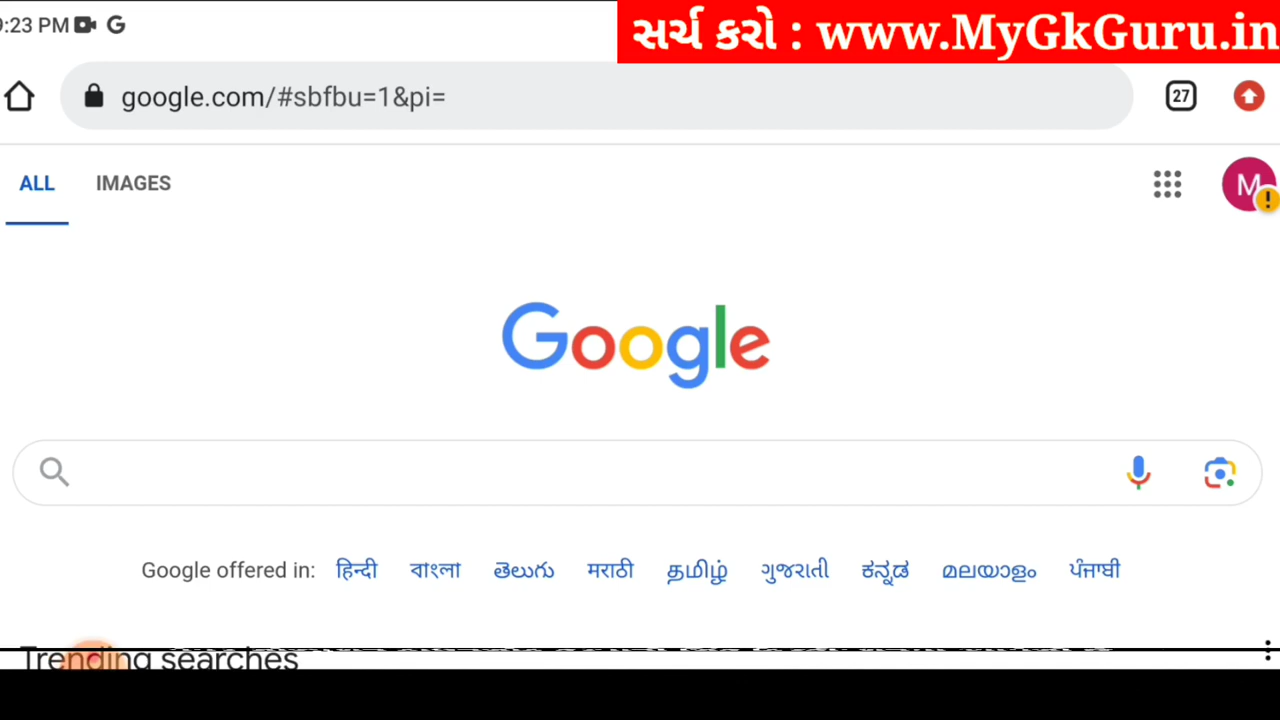 9:23 PM
સર્ચ કરો : www.MyGkGuru.in
google.com/#sbfbu=1&pi=
27
ALL IMAGES
M
Google
Google offered in: हिन्दी বাংলা తెలుగు मराठी தமிழ் ગુજરાતી ಕನ್ನಡ മലയാളം ਪੰਜਾਬੀ
Trending searches